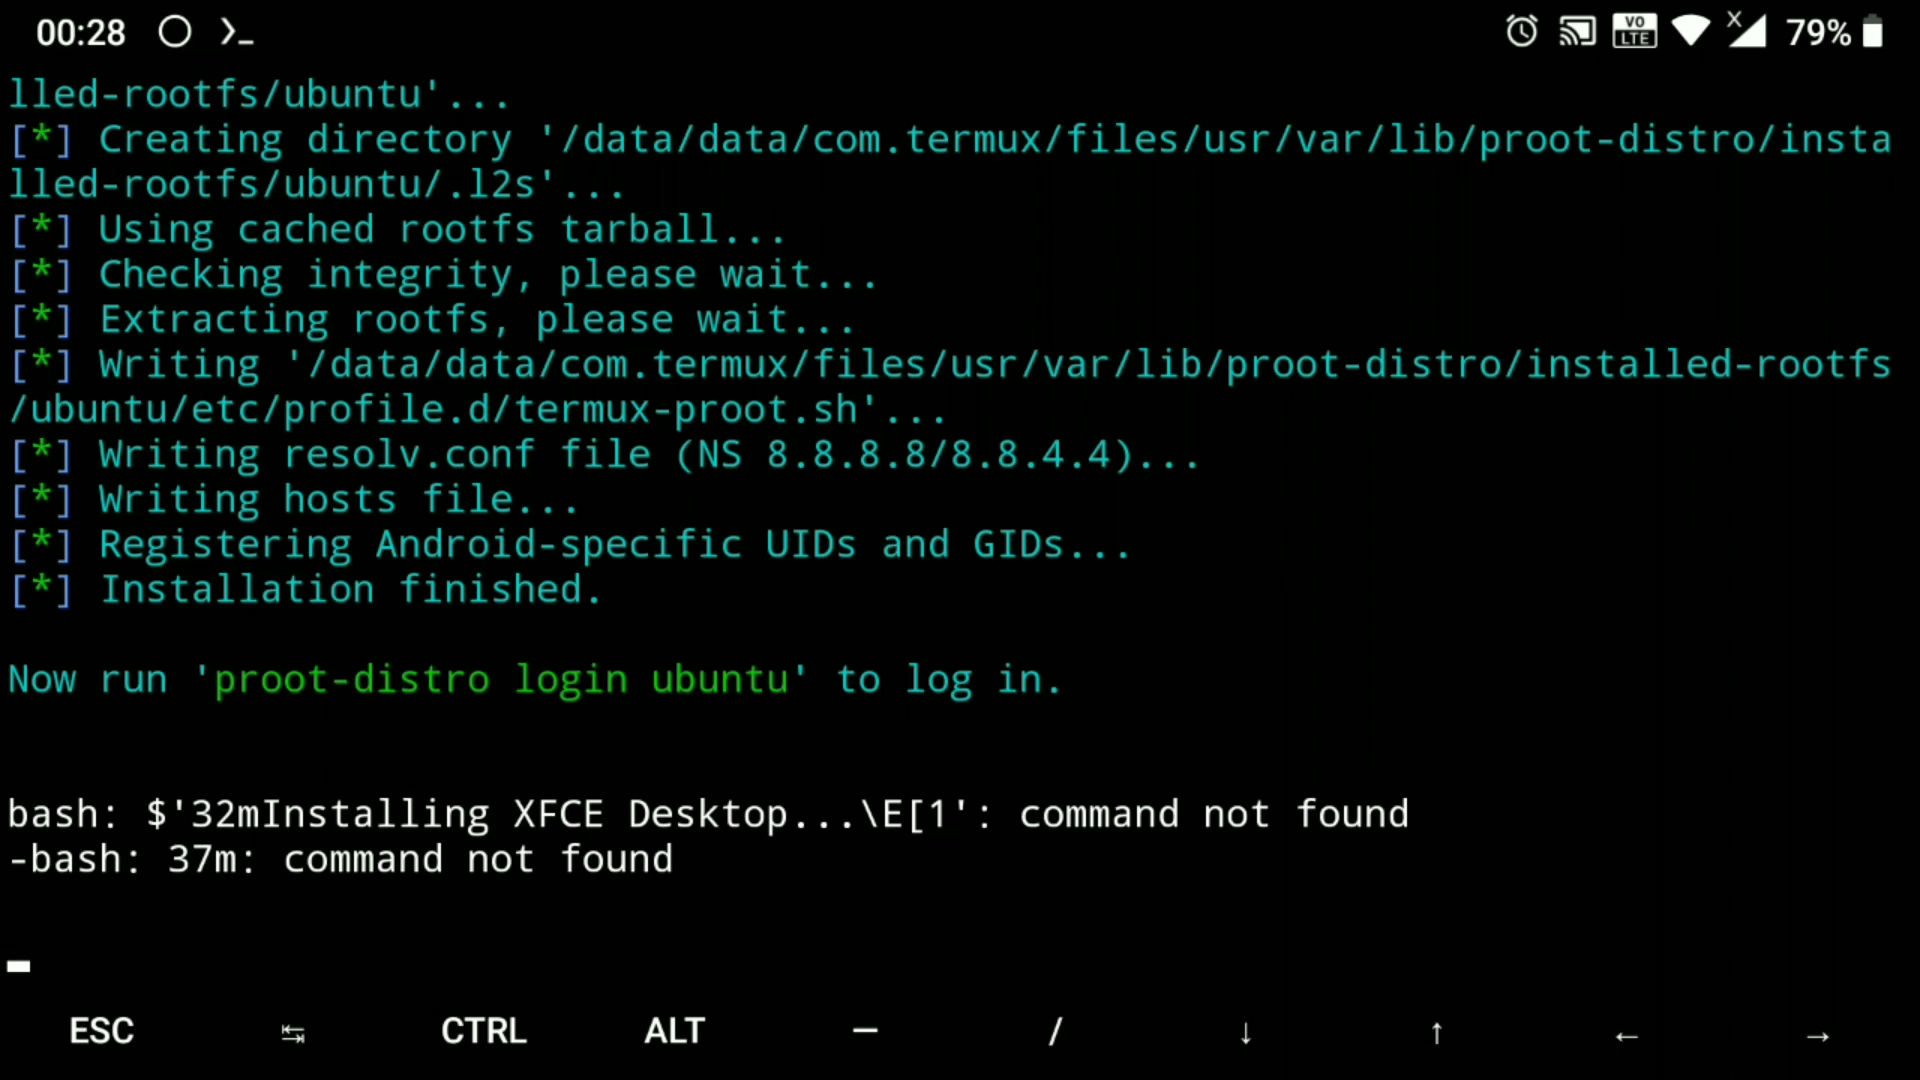 00:28
VO
LTE
X
79%
lled-rootfs/ubuntu'...
[*] Creating directory '/data/data/com.termux/files/usr/var/lib/proot-distro/insta
lled-rootfs/ubuntu/.l2s'...
[*] Using cached rootfs tarball...
[*] Checking integrity, please wait...
[*] Extracting rootfs, please wait...
[*] Writing '/data/data/com.termux/files/usr/var/lib/proot-distro/installed-rootfs
/ubuntu/etc/profile.d/termux-proot.sh'...
[*] Writing resolv.conf file (NS 8.8.8.8/8.8.4.4)...
[*] Writing hosts file...
[*] Registering Android-specific UIDs and GIDs...
[*] Installation finished.
Now run 'proot-distro login ubuntu' to log in.
bash: $'32mInstalling XFCE Desktop...\E[1': command not found
-bash: 37m: command not found
ESC ↹ CTRL ALT — / ↓ ↑ ← →